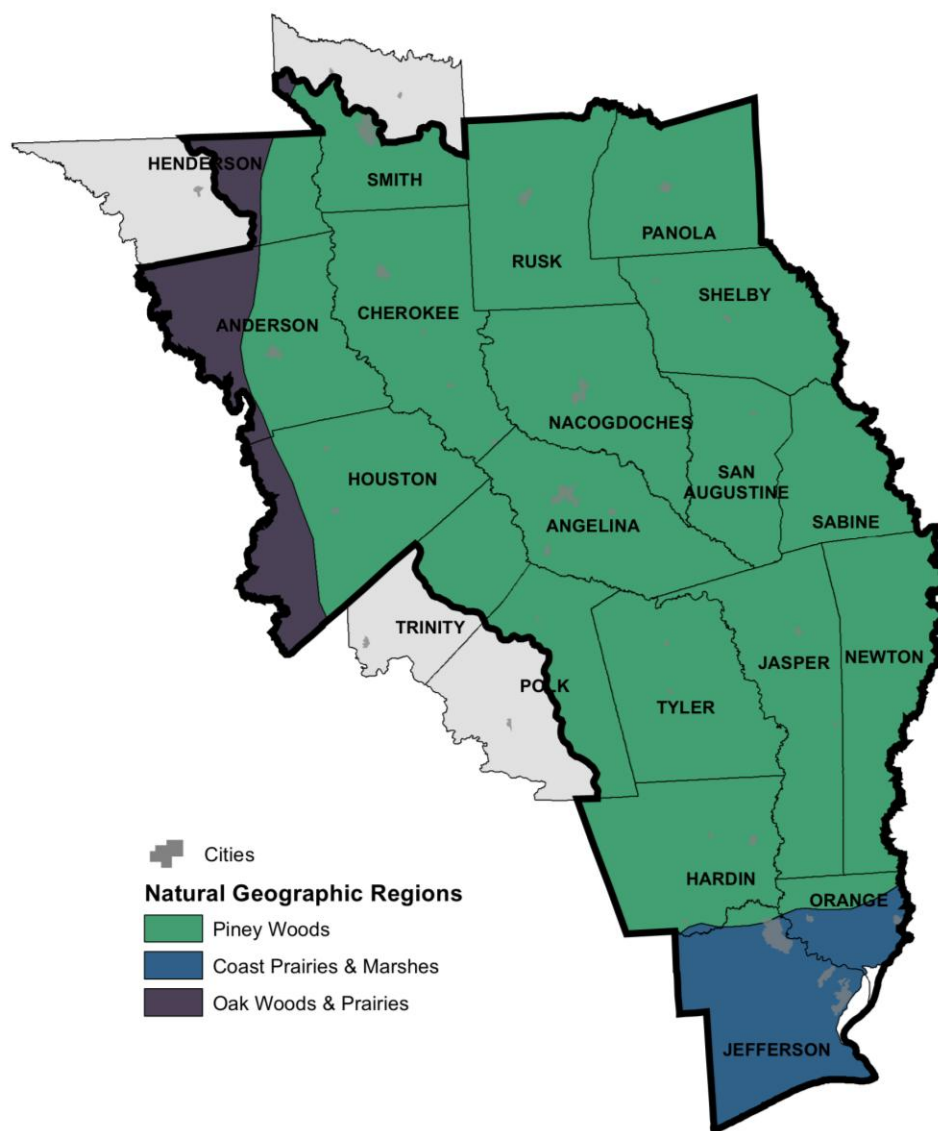 HENDERSON
SMITH
PANOLA
RUSK
SHELBY
CHEROKEE
ANDERSON
NACOGDOCHES
HOUSTON
SAN
AUGUSTINE
ANGELINA
SABINE
TRINITY
JASPER
NEWTON
POLK
TYLER
Cities
Natural Geographic Regions
Piney Woods
Coast Prairies & Marshes
Oak Woods & Prairies
HARDIN
ORANGE
JEFFERSON